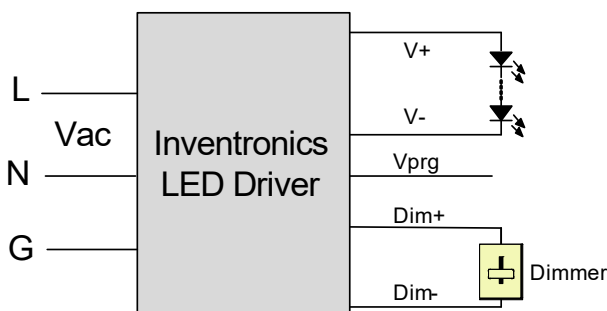 L
Vac
N
G
Inventronics
LED Driver
V+
V-
Vprg
Dim+
Dim-
Dimmer